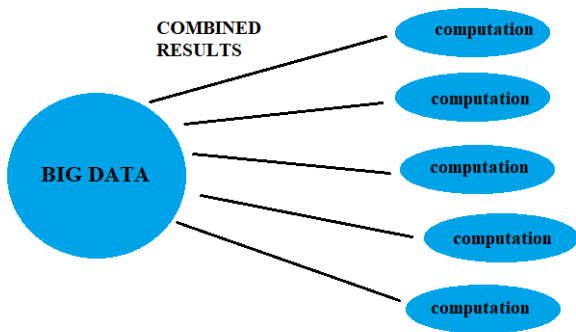 COMBINED
RESULTS
computation
computation
computation
computation
computation
BIG DATA